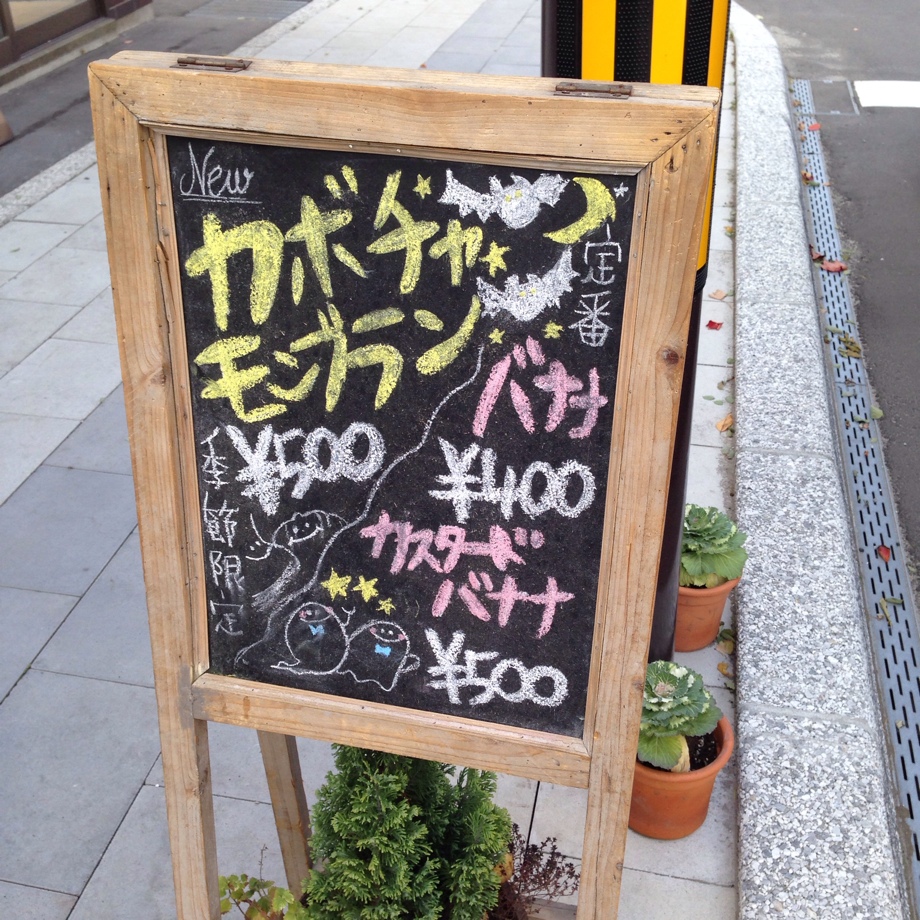 New
カボチャ
モンブラン
¥500
季節限定
定番
バナナ
¥400
カスタード
バナナ
¥500